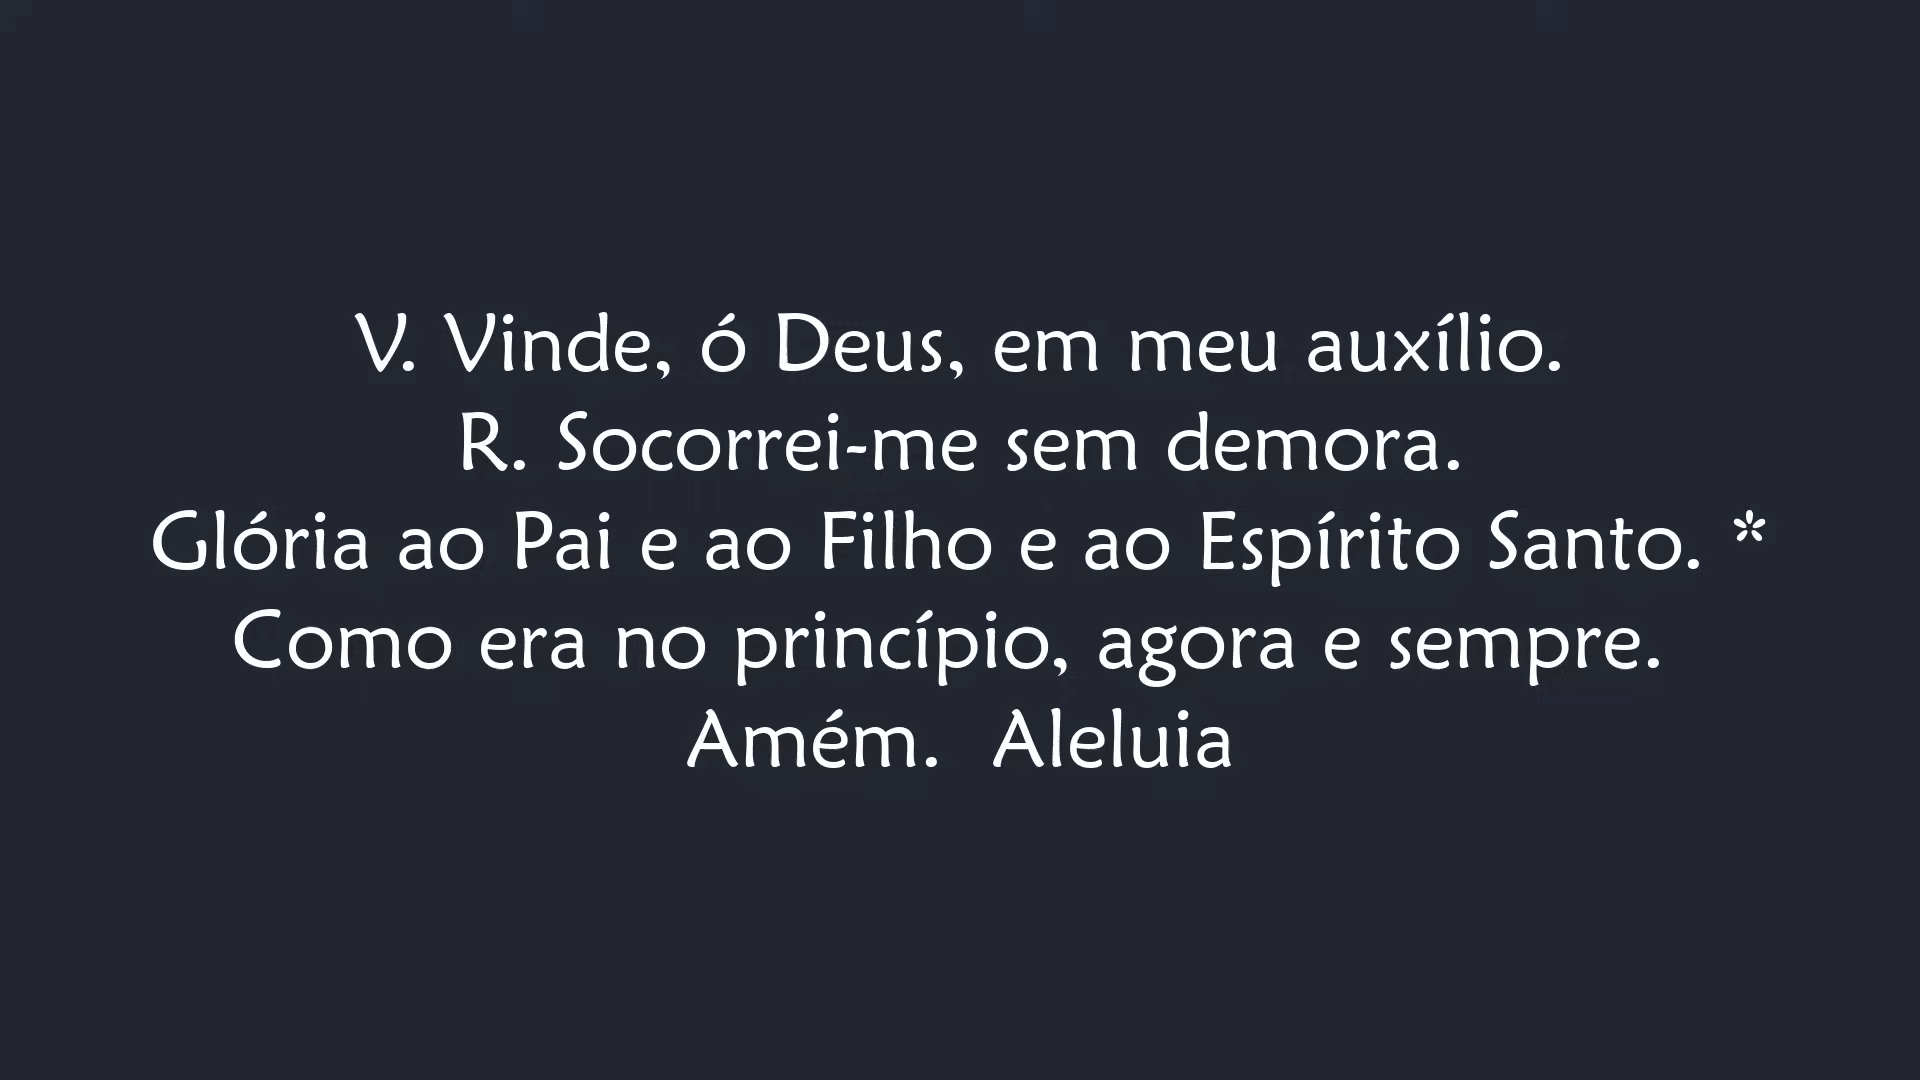 V. Vinde, ó Deus, em meu auxílio.
R. Socorrei-me sem demora.
Glória ao Pai e ao Filho e ao Espírito Santo. *
Como era no princípio, agora e sempre.
Amém.  Aleluia